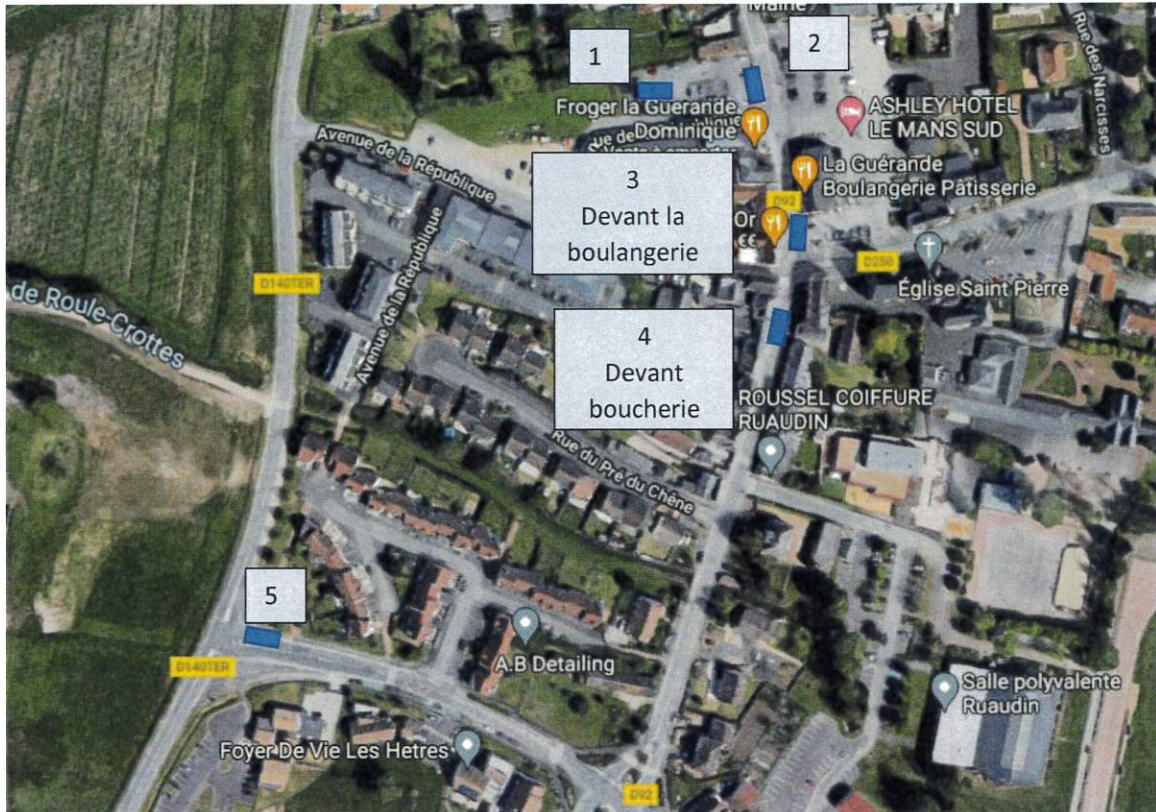 Mairie
Rue des Narcisses
1
2
Froger la Guérande
Dominique
ASHLEY HOTEL
LE MANS SUD
Avenue de la République
La Guérande
Boulangerie Pâtisserie
3
Devant la
boulangerie
D92
Or
€€
Avenue de la République
D140TER
D250
Église Saint Pierre
de Roule-Crottes
4
Devant
boucherie
ROUSSEL COIFFURE
RUAUDIN
Rue du Pré du Chêne
5
D140TER
A.B Detailing
Salle polyvalente
Ruaudin
Foyer De Vie Les Hetres
D92